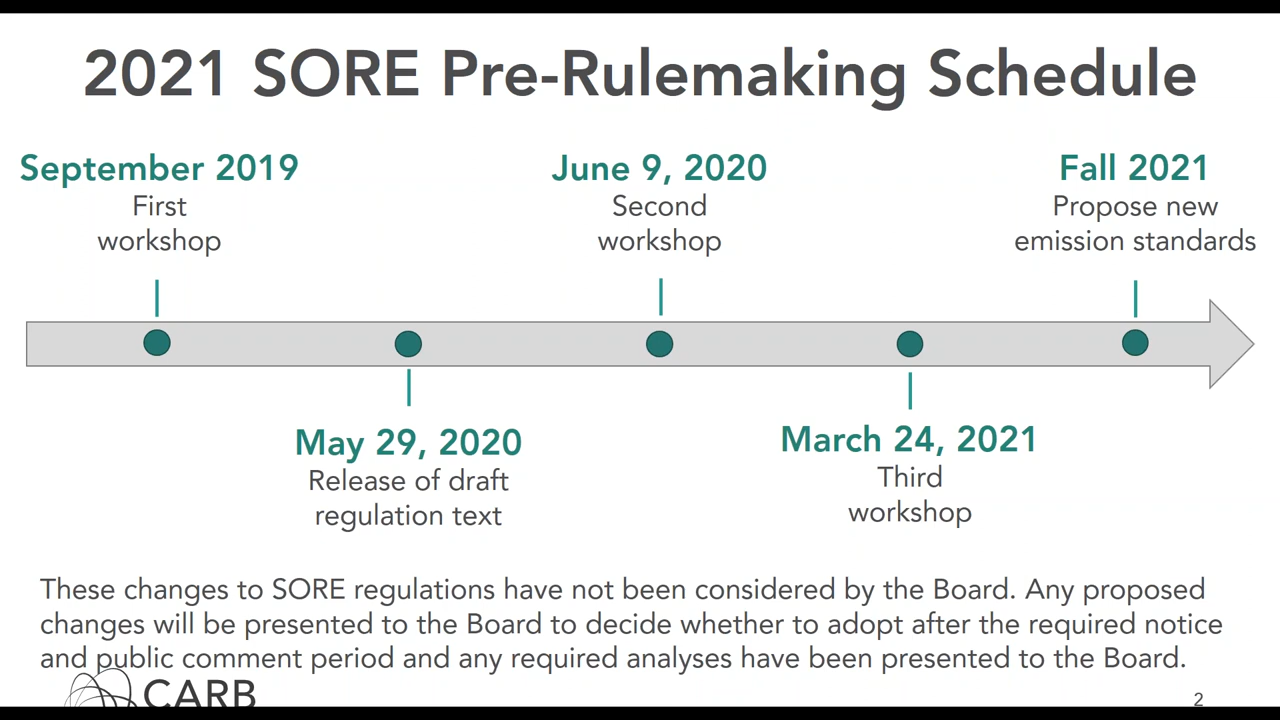 2021 SORE Pre-Rulemaking Schedule
September 2019
First
workshop
May 29, 2020
Release of draft
regulation text
June 9, 2020
Second
workshop
March 24, 2021
Third
workshop
Fall 2021
Propose new
emission standards
These changes to SORE regulations have not been considered by the Board. Any proposed
changes will be presented to the Board to decide whether to adopt after the required notice
and public comment period and any required analyses have been presented to the Board.
CARB
2